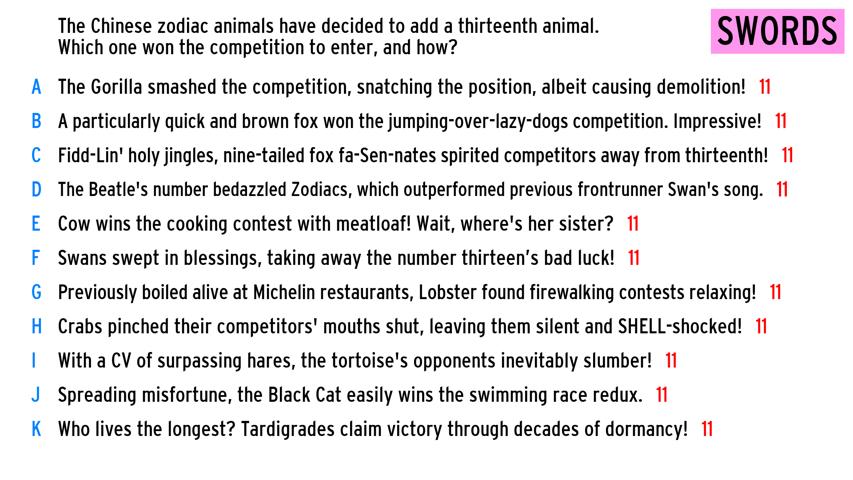 The Chinese zodiac animals have decided to add a thirteenth animal.
Which one won the competition to enter, and how?
SWORDS
A The Gorilla smashed the competition, snatching the position, albeit causing demolition! 11
B A particularly quick and brown fox won the jumping-over-lazy-dogs competition. Impressive! 11
C Fidd-Lin' holy jingles, nine-tailed fox fa-Sen-nates spirited competitors away from thirteenth! 11
D The Beatle's number bedazzled Zodiacs, which outperformed previous frontrunner Swan's song. 11
E Cow wins the cooking contest with meatloaf! Wait, where's her sister? 11
F Swans swept in blessings, taking away the number thirteen’s bad luck! 11
G Previously boiled alive at Michelin restaurants, Lobster found firewalking contests relaxing! 11
H Crabs pinched their competitors' mouths shut, leaving them silent and SHELL-shocked! 11
I With a CV of surpassing hares, the tortoise's opponents inevitably slumber! 11
J Spreading misfortune, the Black Cat easily wins the swimming race redux. 11
K Who lives the longest? Tardigrades claim victory through decades of dormancy! 11